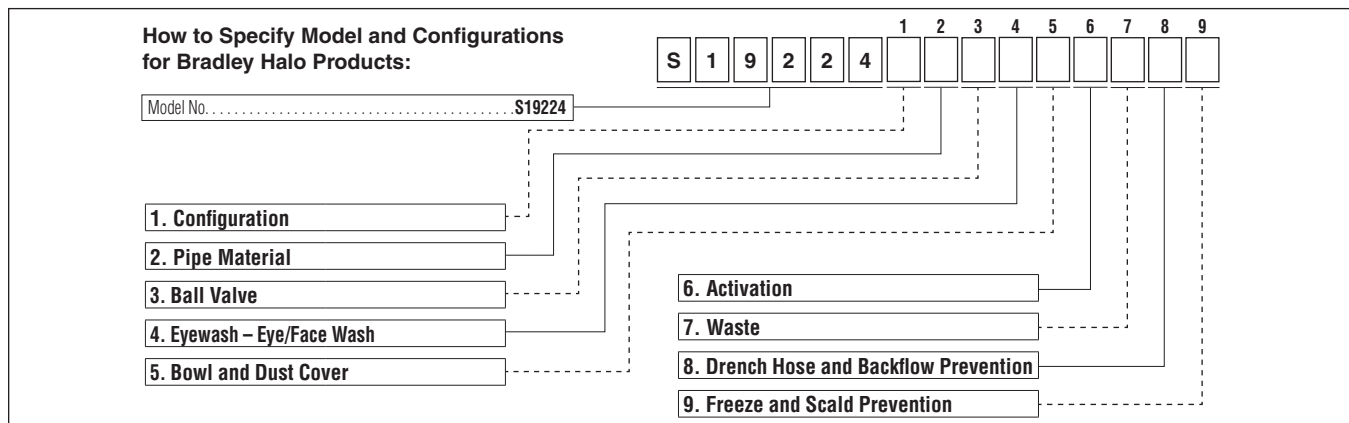 How to Specify Model and Configurations
for Bradley Halo Products:
1 2 3 4 5 6 7 8 9
S 1 9 2 2 4
Model No. . . . . . . . . . . . . . . . . . . . . . . . . . . . . . . . . . . . . . . . . S19224
1. Configuration
2. Pipe Material
3. Ball Valve
4. Eyewash – Eye/Face Wash
5. Bowl and Dust Cover
6. Activation
7. Waste
8. Drench Hose and Backflow Prevention
9. Freeze and Scald Prevention